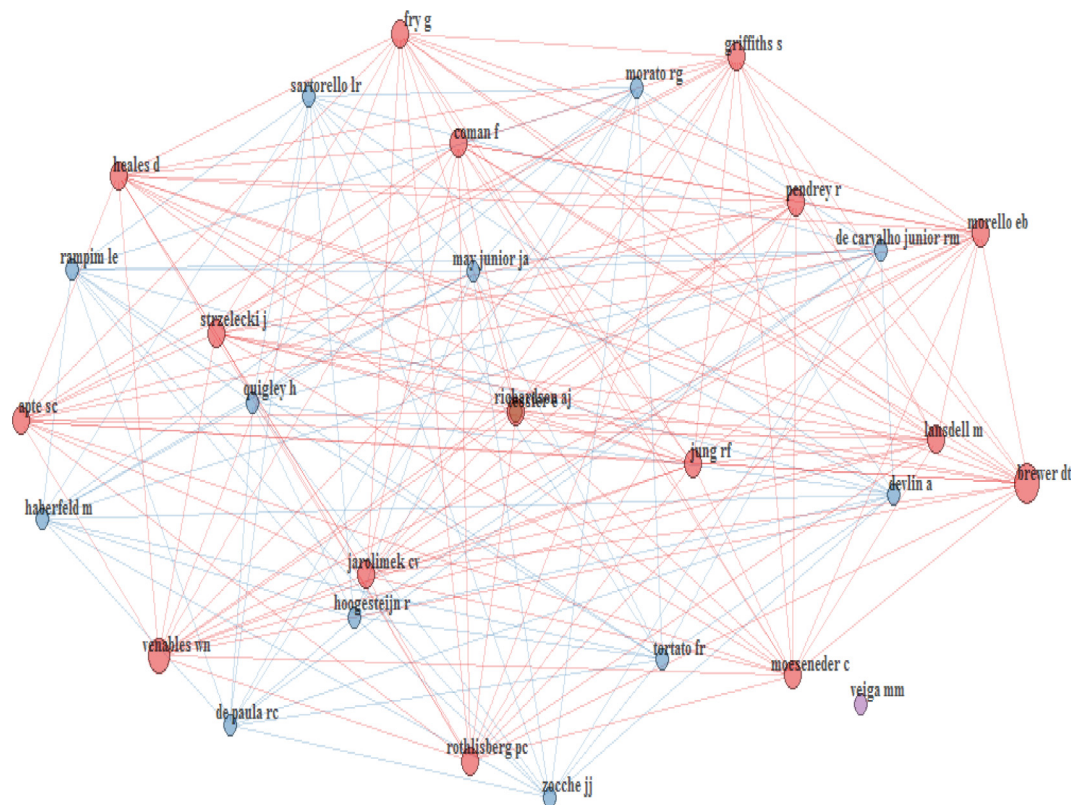 fry g
griffiths s
morato rg
sartorello lr
coman f
heales d
pendrey r
morello eb
de carvalho junior rm
rampim le
may junior ja
strzelecki j
quigley h
richardson aj
apte sc
lansdell m
jung rf
brewer dt
devlin a
haberfeld m
jarolimek cv
hoogesteijn r
venables wn
tortato fr
moeseneder c
veiga mm
de paula rc
rothlisberg pc
zocche jj